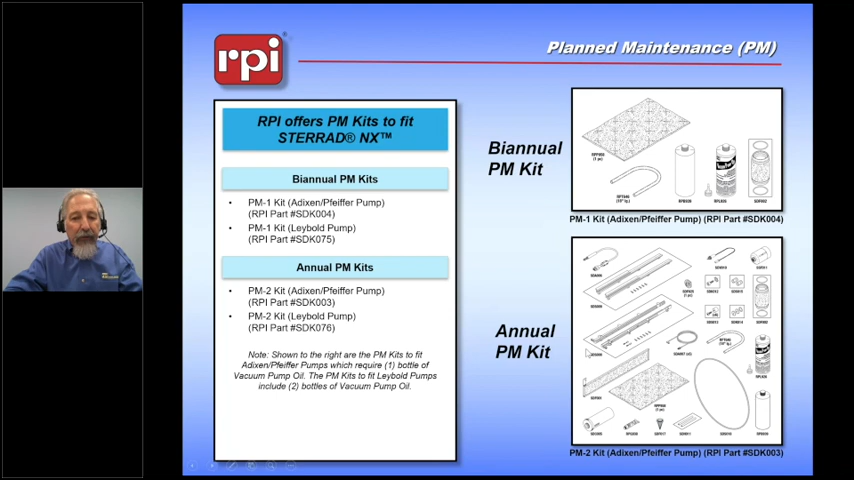 rpi
Planned Maintenance (PM)
RPI offers PM Kits to fit
STERRAD® NX™
Biannual PM Kits
• PM-1 Kit (Adixen/Pfeiffer Pump)
(RPI Part #SDK004)
• PM-1 Kit (Leybold Pump)
(RPI Part #SDK075)
Annual PM Kits
• PM-2 Kit (Adixen/Pfeiffer Pump)
(RPI Part #SDK003)
• PM-2 Kit (Leybold Pump)
(RPI Part #SDK076)
Note: Shown to the right are the PM Kits to fit
Adixen/Pfeiffer Pumps which require (1) bottle of
Vacuum Pump Oil. The PM Kits to fit Leybold Pumps
include (2) bottles of Vacuum Pump Oil.
Biannual
PM Kit
PM-1 Kit (Adixen/Pfeiffer Pump) (RPI Part #SDK004)
Annual
PM Kit
PM-2 Kit (Adixen/Pfeiffer Pump) (RPI Part #SDK003)